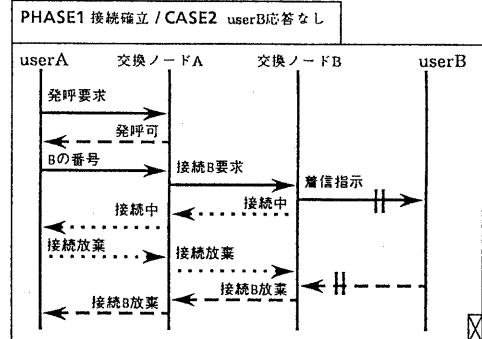 PHASE1 接続確立 / CASE2 userB応答なし
userA 交換ノードA 交換ノードB userB
発呼要求
発呼可
Bの番号
接続B要求
着信指示
接続中 接続中
接続放棄 接続放棄
接続B放棄 接続B放棄